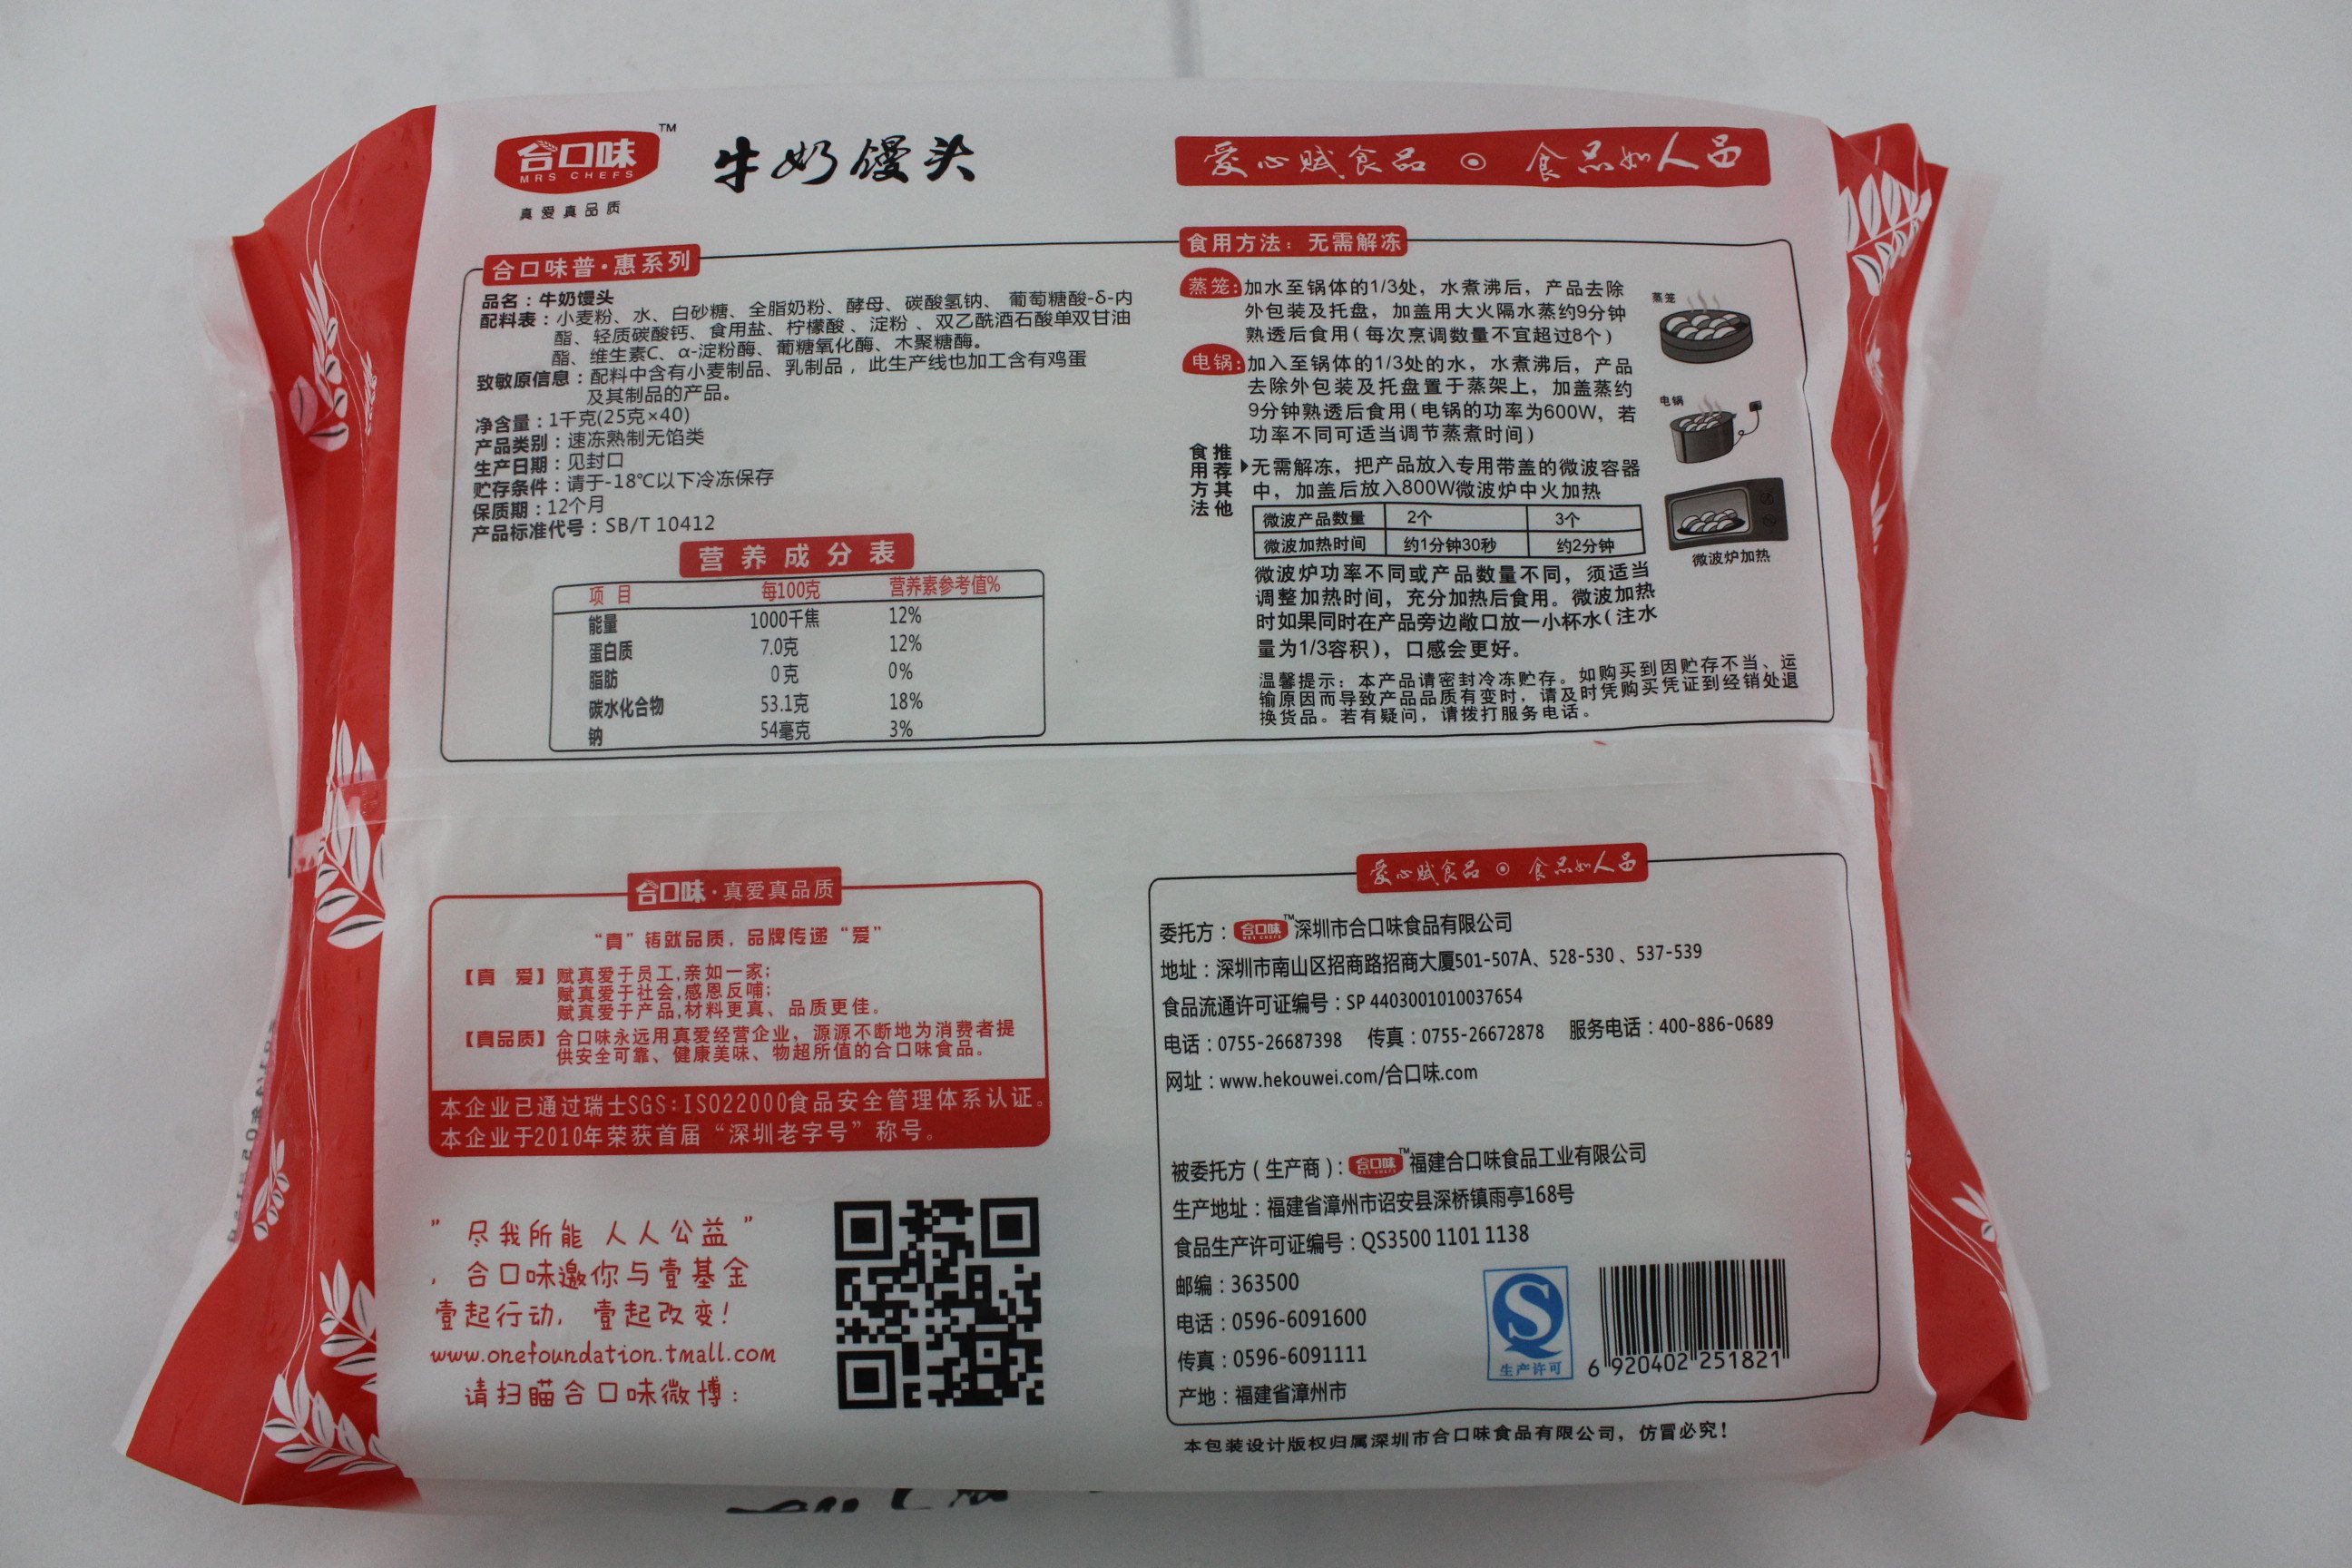 合口味™
MRS CHEFS
真爱真品质
牛奶馒头
爱心赋食品 ⊙ 食品如人品
合口味普·惠系列
品名：牛奶馒头
配料表：小麦粉、水、白砂糖、全脂奶粉、酵母、碳酸氢钠、葡萄糖酸-δ-内
酯、轻质碳酸钙、食用盐、柠檬酸、淀粉、双乙酰酒石酸单双甘油
酯、维生素C、α-淀粉酶、葡糖氧化酶、木聚糖酶。
致敏原信息：配料中含有小麦制品、乳制品，此生产线也加工含有鸡蛋
及其制品的产品。
净含量：1千克(25克×40)
产品类别：速冻熟制无馅类
生产日期：见封口
贮存条件：请于-18℃以下冷冻保存
保质期：12个月
产品标准代号：SB/T 10412
营养成分表
项目 每100克 营养素参考值%
能量 1000千焦 12%
蛋白质 7.0克 12%
脂肪 0克 0%
碳水化合物 53.1克 18%
钠 54毫克 3%
食用方法：无需解冻
蒸笼：加水至锅体的1/3处，水煮沸后，产品去除
外包装及托盘，加盖用大火隔水蒸约9分钟
熟透后食用(每次烹调数量不宜超过8个)
蒸笼
电锅：加入至锅体的1/3处的水，水煮沸后，产品
去除外包装及托盘置于蒸架上，加盖蒸约
9分钟熟透后食用(电锅的功率为600W，若
功率不同可适当调节蒸煮时间)
电锅
推荐其他
食用方法
无需解冻，把产品放入专用带盖的微波容器
中，加盖后放入800W微波炉中火加热
微波产品数量 2个 3个
微波加热时间 约1分钟30秒 约2分钟
微波炉加热
微波炉功率不同或产品数量不同，须适当
调整加热时间，充分加热后食用。微波加热
时如果同时在产品旁边敞口放一小杯水(注水
量为1/3容积)，口感会更好。
温馨提示：本产品请密封冷冻贮存。如购买到因贮存不当、运
输原因而导致产品品质有变时，请及时凭购买凭证到经销处退
换货品。若有疑问，请拨打服务电话。
合口味·真爱真品质
“真”铸就品质，品牌传递“爱”
【真 爱】赋真爱于员工,亲如一家；
赋真爱于社会,感恩反哺；
赋真爱于产品,材料更真、品质更佳。
【真品质】合口味永远用真爱经营企业，源源不断地为消费者提
供安全可靠、健康美味、物超所值的合口味食品。
本企业已通过瑞士SGS:ISO22000食品安全管理体系认证。
本企业于2010年荣获首届“深圳老字号”称号。
”尽我所能 人人公益”
，合口味邀你与壹基金
壹起行动，壹起改变！
www.onefoundation.tmall.com
请扫瞄合口味微博：
爱心赋食品 ⊙ 食品如人品
委托方：合口味™深圳市合口味食品有限公司
地址：深圳市南山区招商路招商大厦501-507A、528-530、537-539
食品流通许可证编号：SP 4403001010037654
电话：0755-26687398 传真：0755-26672878 服务电话：400-886-0689
网址：www.hekouwei.com/合口味.com
被委托方(生产商)：合口味™福建合口味食品工业有限公司
生产地址：福建省漳州市诏安县深桥镇雨亭168号
食品生产许可证编号：QS3500 1101 1138
邮编：363500
电话：0596-6091600
传真：0596-6091111
产地：福建省漳州市
生产许可
6 920402 251821
本包装设计版权归属深圳市合口味食品有限公司，仿冒必究！